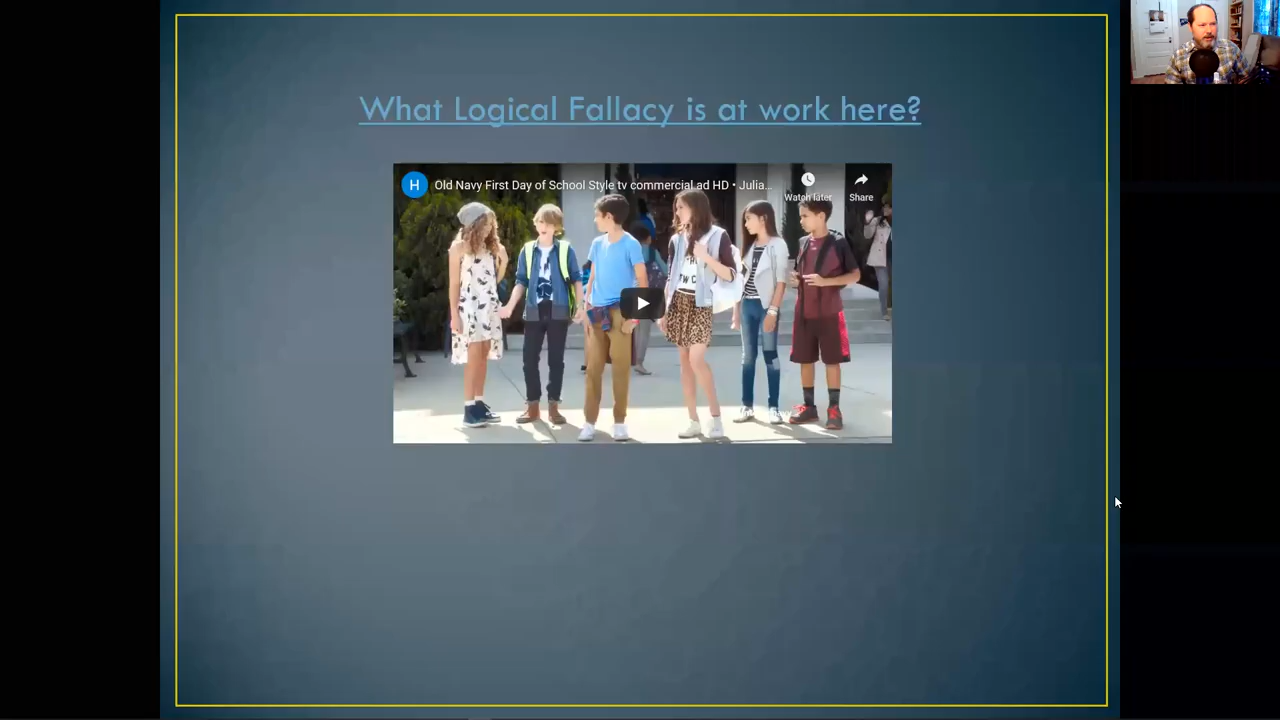 What Logical Fallacy is at work here?
H
Old Navy First Day of School Style tv commercial ad HD • Julia...
Watch later
Share